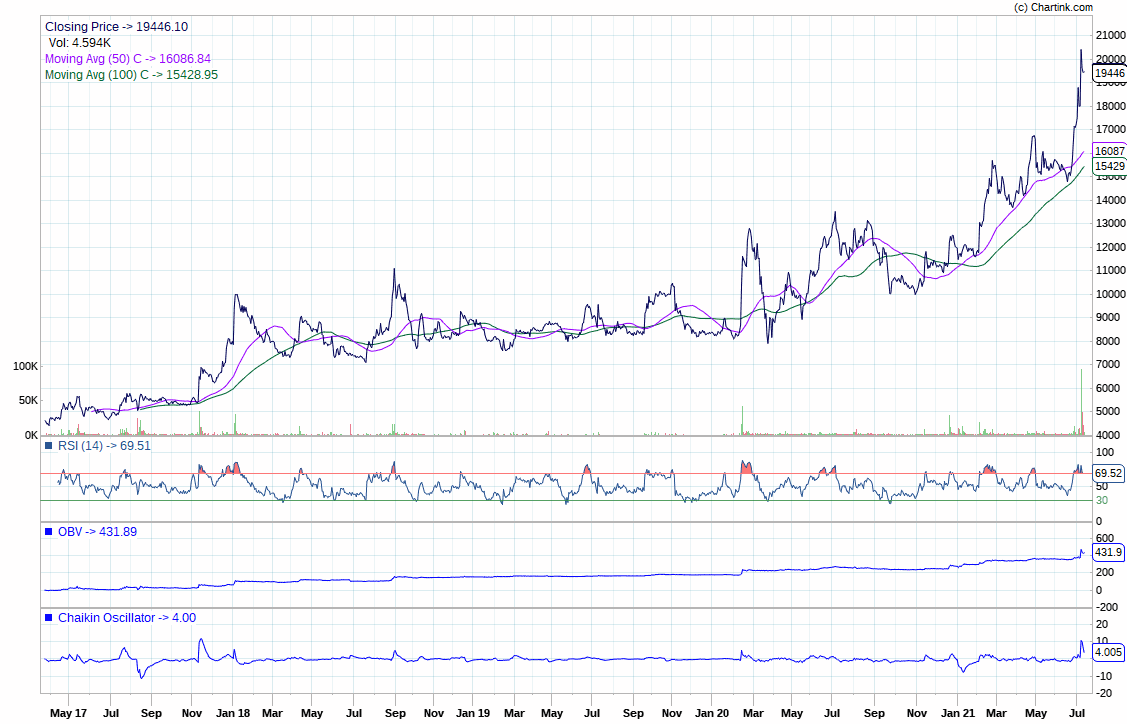 (c) Chartink.com
Closing Price -> 19446.10
Vol: 4.594K
Moving Avg (50) C -> 16086.84
Moving Avg (100) C -> 15428.95
21000
20000
19446
18000
17000
16087
15429
14000
13000
12000
11000
10000
9000
8000
7000
6000
5000
4000
100K
50K
0K
RSI (14) -> 69.51
100
69.52
50
30
0
OBV -> 431.89
600
431.9
200
0
-200
Chaikin Oscillator -> 4.00
20
10
4.005
-10
-20
May 17 Jul Sep Nov Jan 18 Mar May Jul Sep Nov Jan 19 Mar May Jul Sep Nov Jan 20 Mar May Jul Sep Nov Jan 21 Mar May Jul